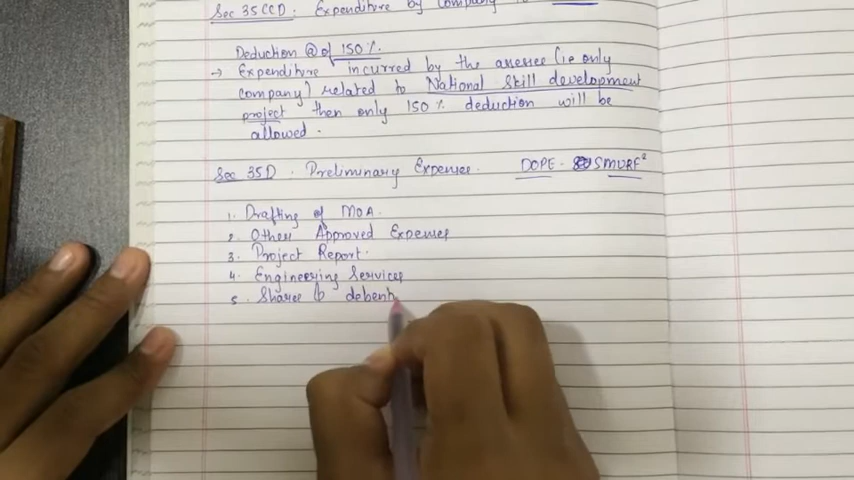 Sec 35CCD: Expenditure by Company
Deduction @ of 150%.
→ Expenditure incurred by the assessee (ie only
company) related to National Skill development
project then only 150% deduction will be
allowed.
Sec 35D. Preliminary Expenses. DOPE - SMURF²
1. Drafting of MOA.
2. Other Approved Expenses
3. Project Report.
4. Engineering Services
5. Shares & debent